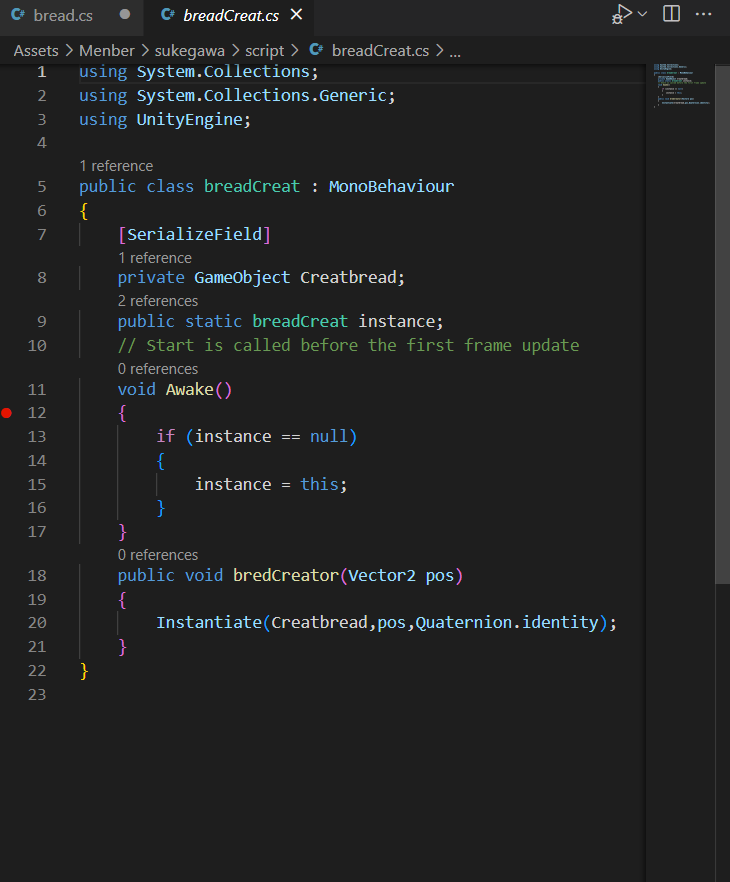 C# bread.cs ● C# breadCreat.cs ×
Assets > Menber > sukegawa > script > C# breadCreat.cs > ...
1 using System.Collections;
2 using System.Collections.Generic;
3 using UnityEngine;
4
1 reference
5 public class breadCreat : MonoBehaviour
6 {
7 [SerializeField]
1 reference
8 private GameObject Creatbread;
2 references
9 public static breadCreat instance;
10 // Start is called before the first frame update
0 references
11 void Awake()
12 {
13 if (instance == null)
14 {
15 instance = this;
16 }
17 }
0 references
18 public void bredCreator(Vector2 pos)
19 {
20 Instantiate(Creatbread,pos,Quaternion.identity);
21 }
22 }
23